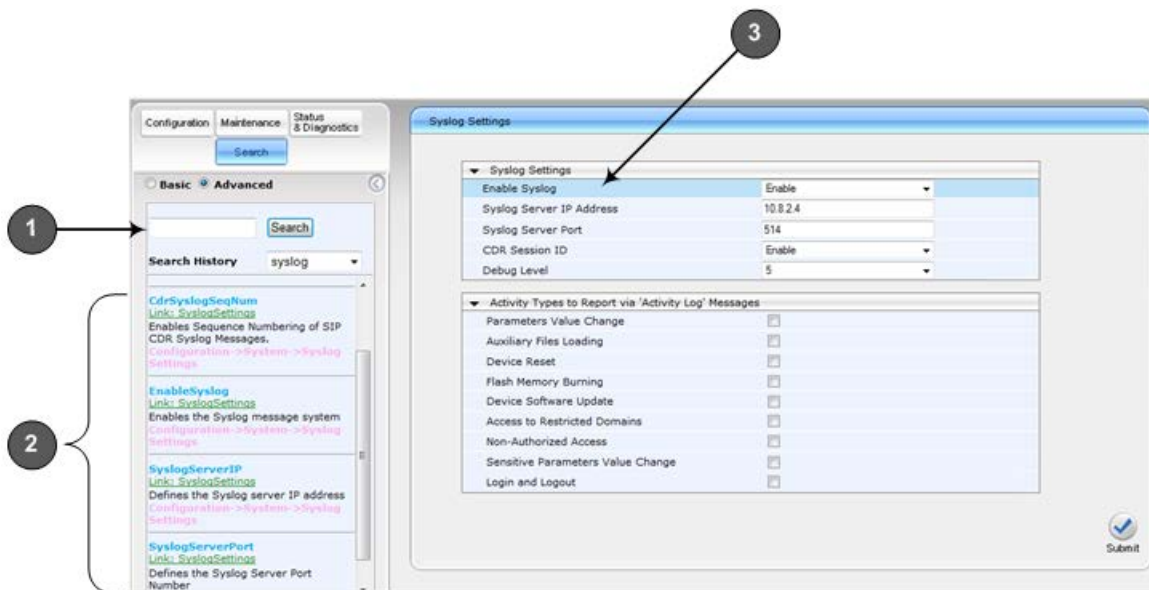 3
Configuration
Maintenance
Status
& Diagnostics
Search
Basic
Advanced
1
Search
Search History
syslog
2
CdrSyslogSeqNum
Link: SyslogSettings
Enables Sequence Numbering of SIP
CDR Syslog Messages.
Configuration->System->Syslog
Settings
EnableSyslog
Link: SyslogSettings
Enables the Syslog message system
Configuration->System->Syslog
Settings
SyslogServerIP
Link: SyslogSettings
Defines the Syslog server IP address
Configuration->System->Syslog
Settings
SyslogServerPort
Link: SyslogSettings
Defines the Syslog Server Port
Number
Syslog Settings
Syslog Settings
Enable Syslog Enable
Syslog Server IP Address 10.8.2.4
Syslog Server Port 514
CDR Session ID Enable
Debug Level 5
Activity Types to Report via 'Activity Log' Messages
Parameters Value Change
Auxiliary Files Loading
Device Reset
Flash Memory Burning
Device Software Update
Access to Restricted Domains
Non-Authorized Access
Sensitive Parameters Value Change
Login and Logout
Submit